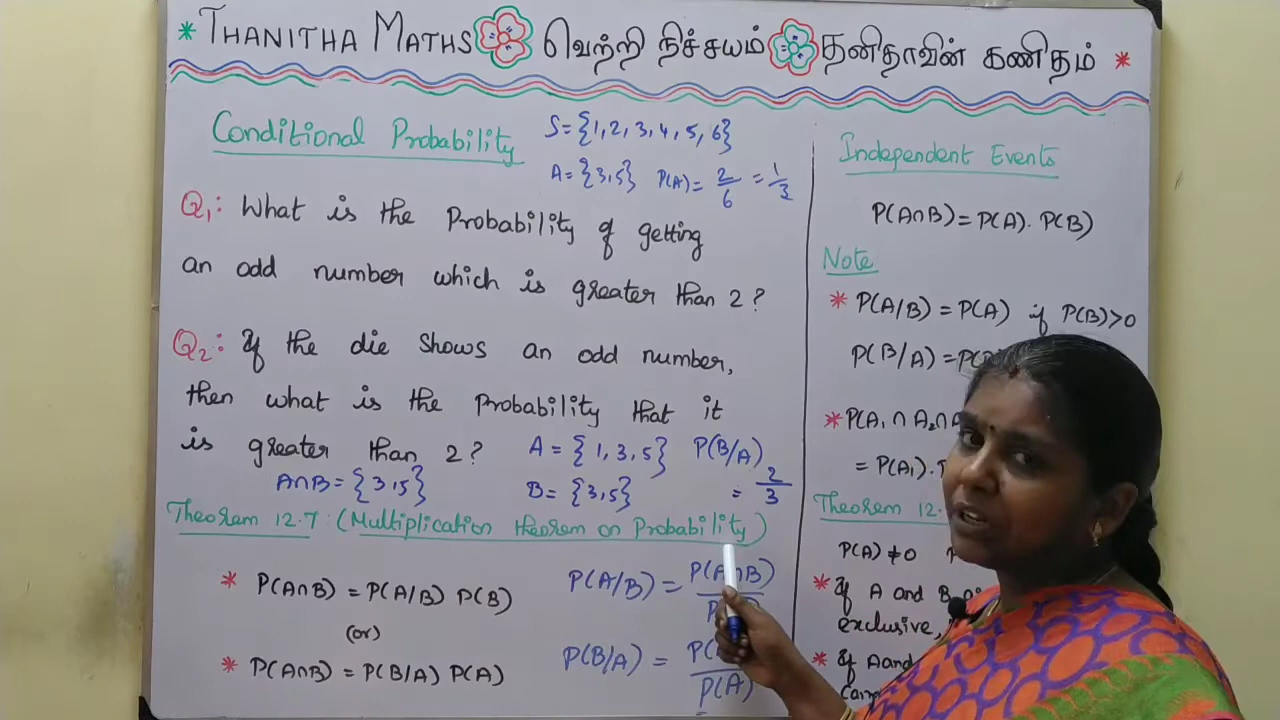 * THANITHA MATHS வெற்றி நிச்சயம் தனிதாவின் கணிதம் *
Conditional Probability
S = {1, 2, 3, 4, 5, 6}
A = {3, 5} P(A) = 2/6 = 1/3
Q1: What is the Probability of getting
an odd number which is greater than 2?
Q2: If the die shows an odd number,
then what is the Probability that it
is greater than 2?
A = {1, 3, 5} P(B/A)
A∩B = {3, 5}
B = {3, 5} = 2/3
Theorem 12.7: (Multiplication theorem on Probability)
* P(A∩B) = P(A/B) P(B)
(or)
* P(A∩B) = P(B/A) P(A)
P(A/B) = P(A∩B)
P(B/A) =
P(A)
Independent Events
P(A∩B) = P(A). P(B)
Note
* P(A/B) = P(A) if P(B)>0
P(B/A) =
* P(A1 ∩ A2 ∩
= P(A1).
Theorem 12.
P(A) ≠ 0
* If A and B
exclusive,
* If A and